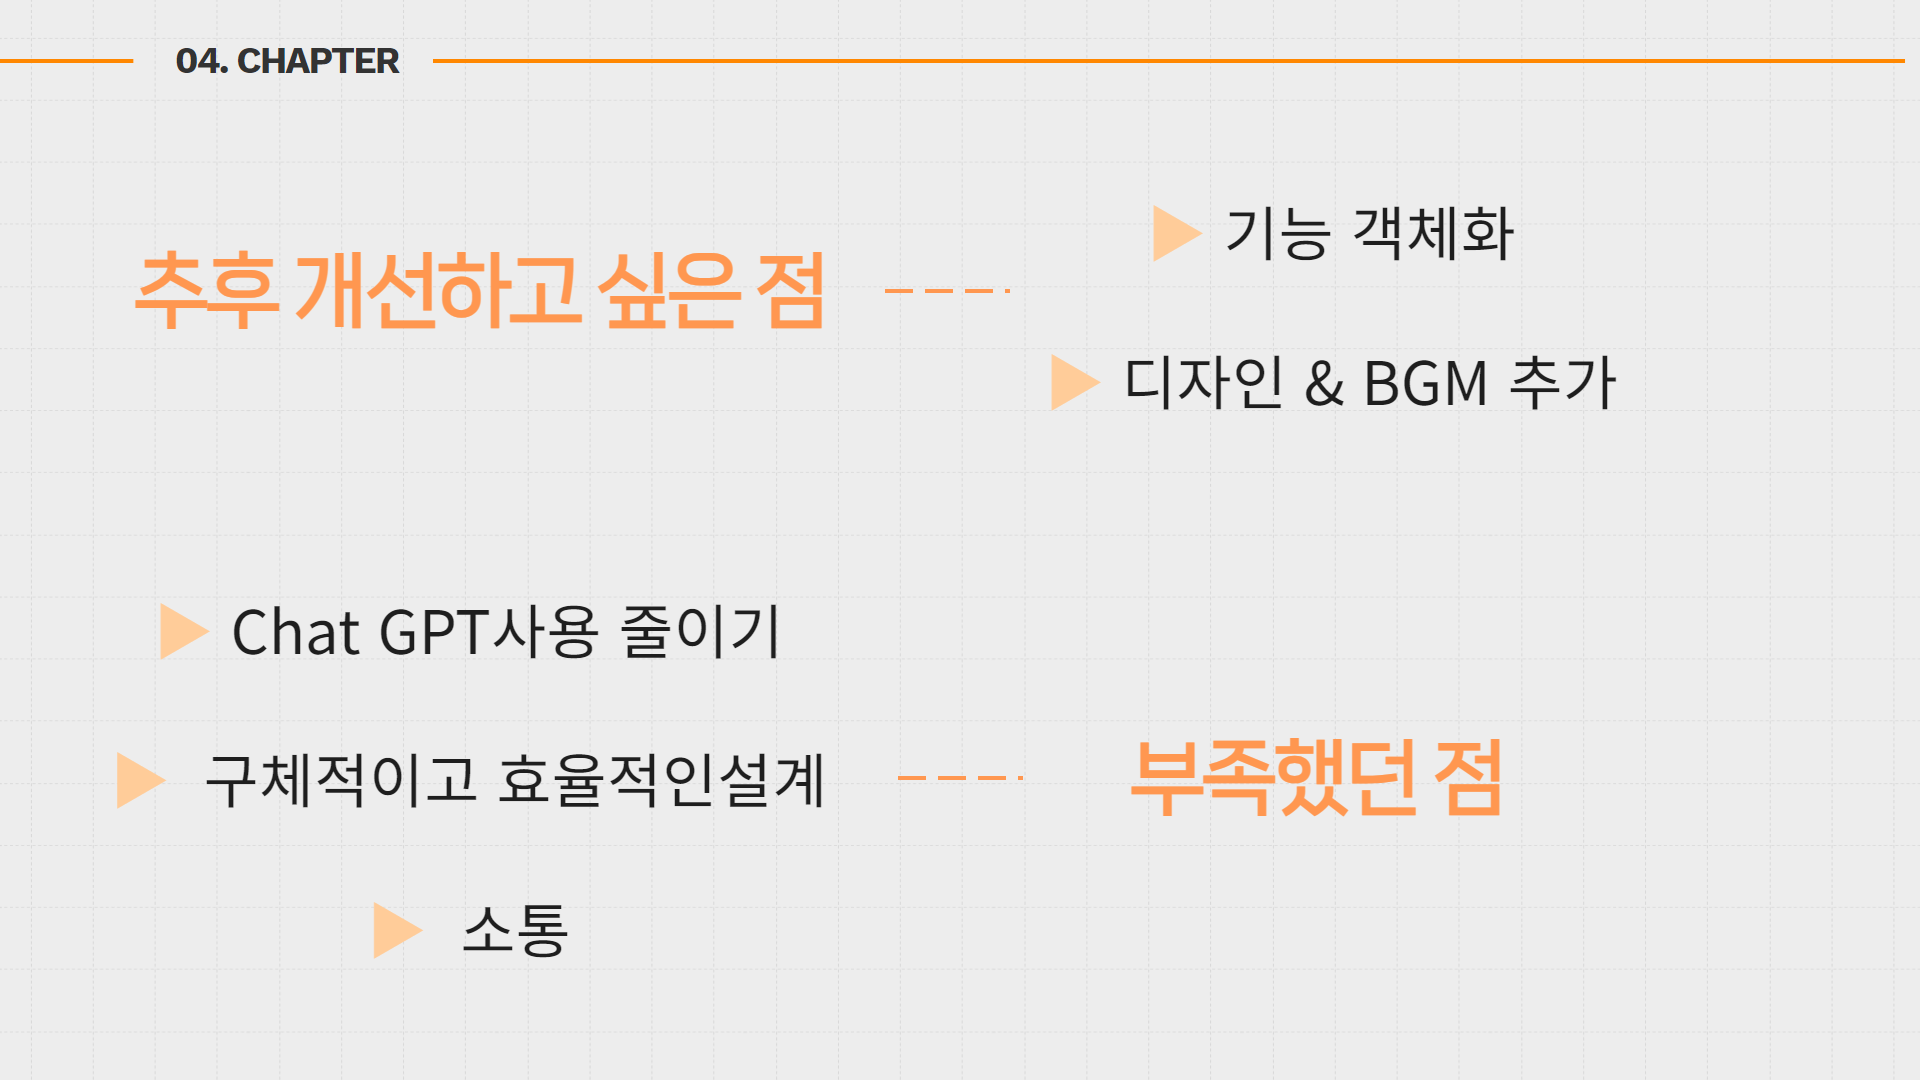 04. CHAPTER
추후 개선하고 싶은 점
기능 객체화
디자인 & BGM 추가
Chat GPT사용 줄이기
구체적이고 효율적인설계
소통
부족했던 점